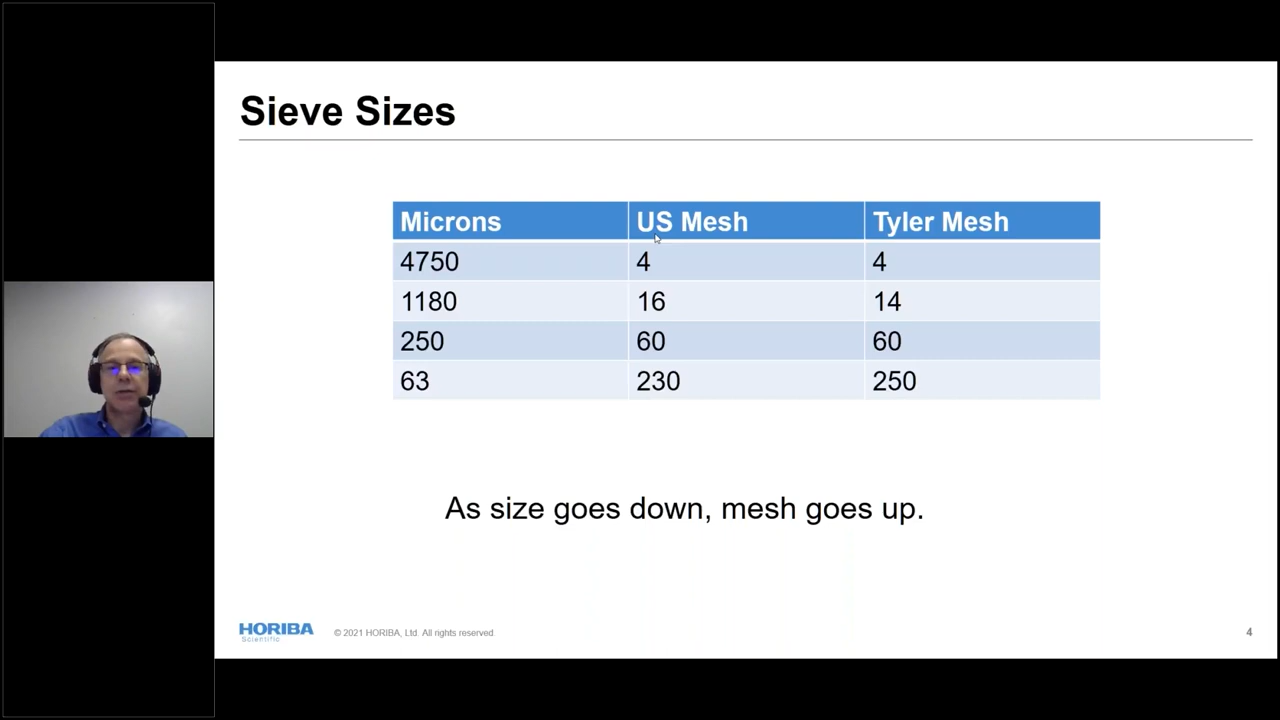 Sieve Sizes
Microns US Mesh Tyler Mesh
4750 4 4
1180 16 14
250 60 60
63 230 250
As size goes down, mesh goes up.
HORIBA
Scientific
© 2021 HORIBA, Ltd. All rights reserved.
4